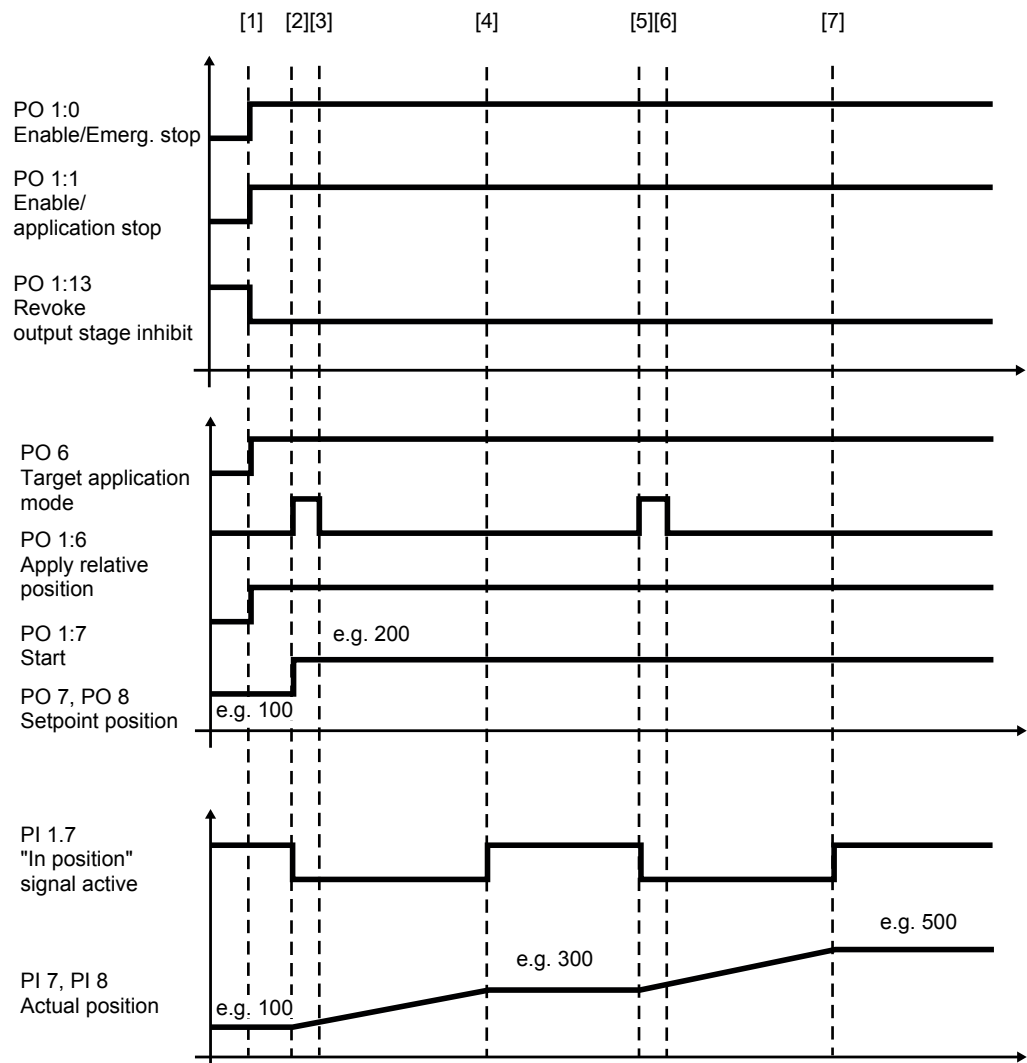 [1] [2][3] [4] [5][6] [7]
PO 1:0
Enable/Emerg. stop
PO 1:1
Enable/
application stop
PO 1:13
Revoke
output stage inhibit
PO 6
Target application
mode
PO 1:6
Apply relative
position
PO 1:7
Start
e.g. 200
PO 7, PO 8
Setpoint position
e.g. 100
PI 1.7
"In position"
signal active
e.g. 500
e.g. 300
PI 7, PI 8
Actual position
e.g. 100